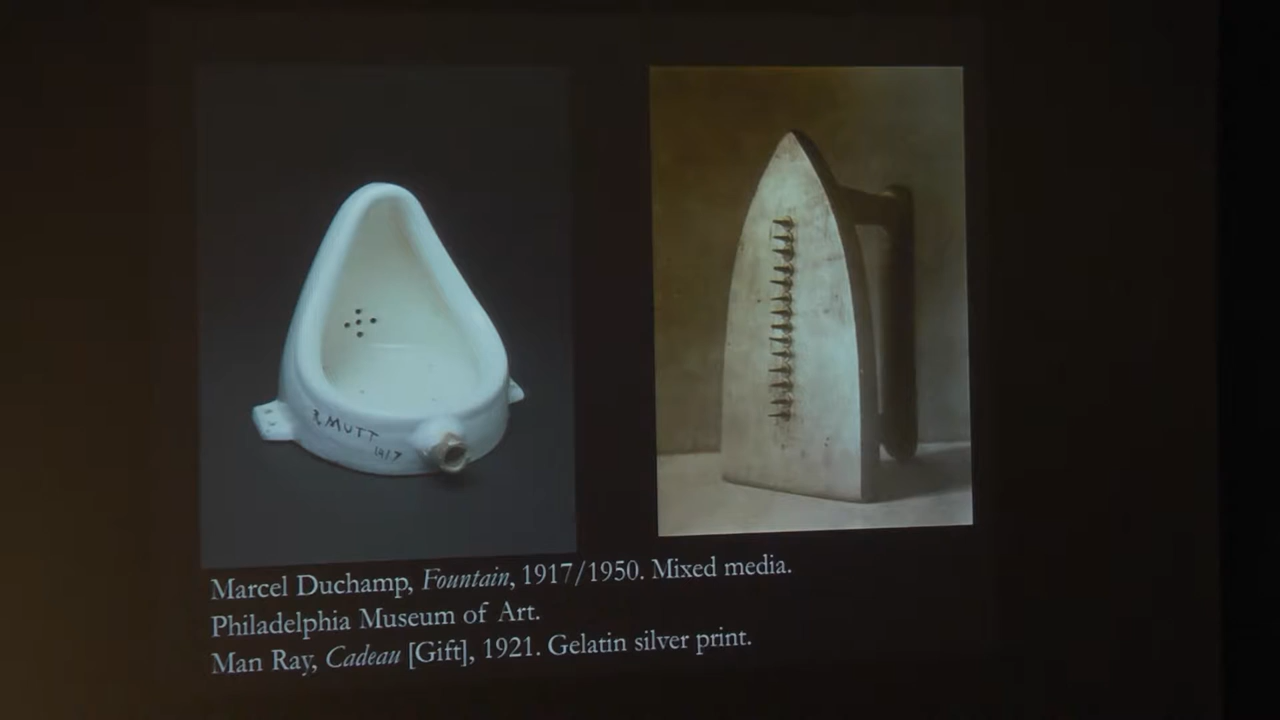 R. MUTT
1917
Marcel Duchamp, Fountain, 1917/1950. Mixed media.
Philadelphia Museum of Art.
Man Ray, Cadeau [Gift], 1921. Gelatin silver print.